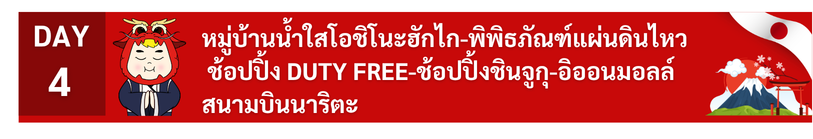 DAY
4
หมู่บ้านน้ำใสโอชิโนะฮักไก-พิพิธภัณฑ์แผ่นดินไหว
ช้อปปิ้ง DUTY FREE-ช้อปปิ้งชินจูกุ-อิออนมอลล์
สนามบินนาริตะ